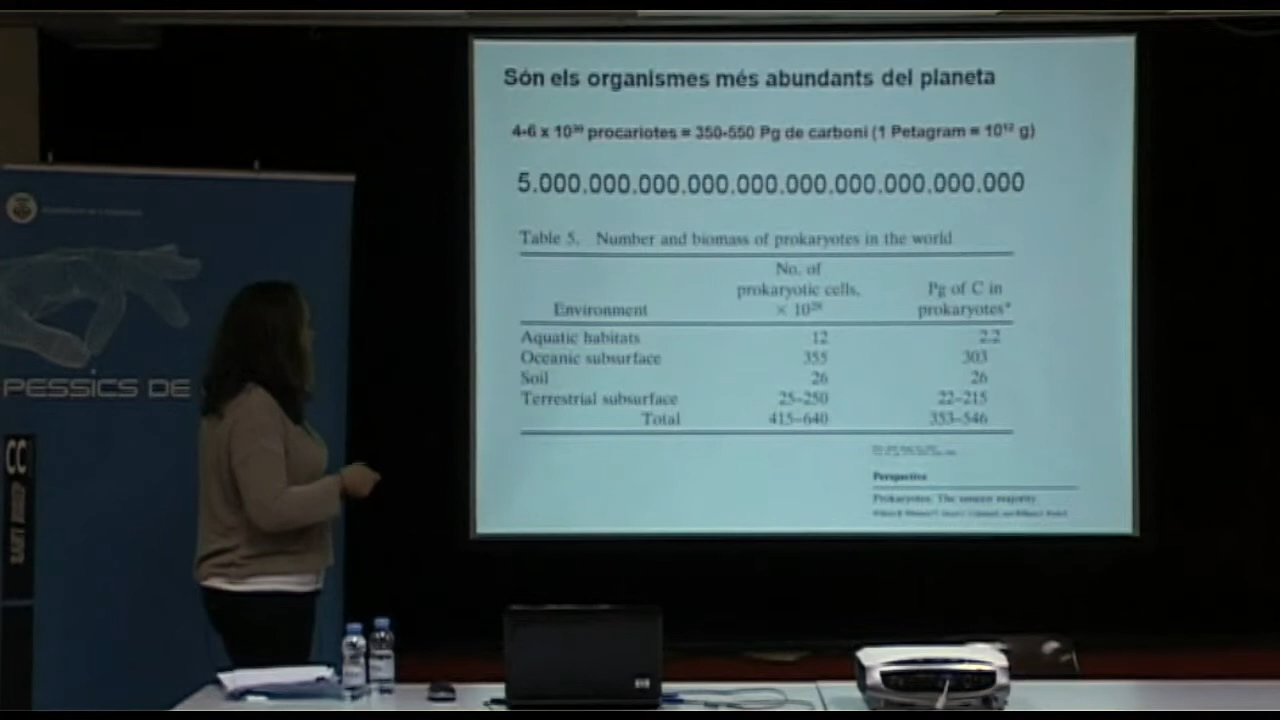 Són els organismes més abundants del planeta
4-6 x 10³⁰ procariotes = 350-550 Pg de carboni (1 Petagram = 10¹² g)
5.000.000.000.000.000.000.000.000.000.000
Table 5. Number and biomass of prokaryotes in the world
Environment No. of prokaryotic cells, × 10²⁸ Pg of C in prokaryotes*
Aquatic habitats 12 2.2
Oceanic subsurface 355 303
Soil 26 26
Terrestrial subsurface 25–250 22–215
Total 415–640 353–546
Perspective
Prokaryotes: The unseen majority
PESSICS DE
CC
hp